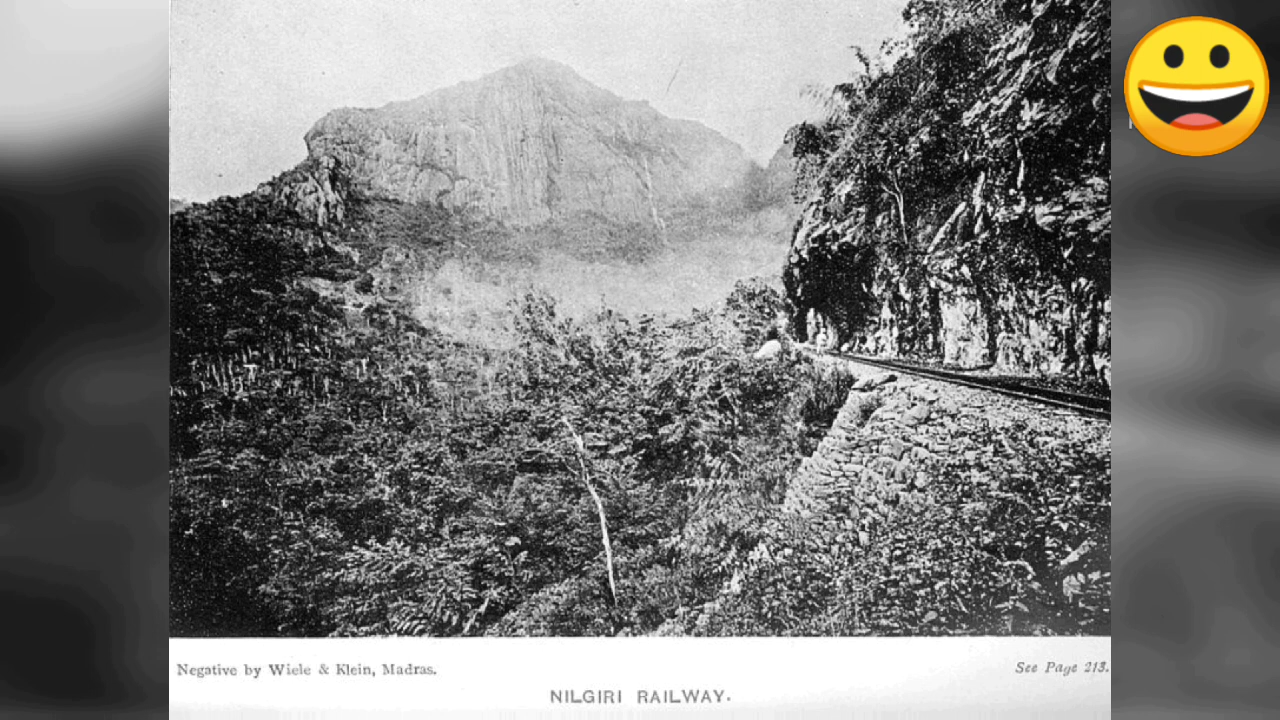 Negative by Wiele & Klein, Madras.
See Page 213.
NILGIRI RAILWAY.